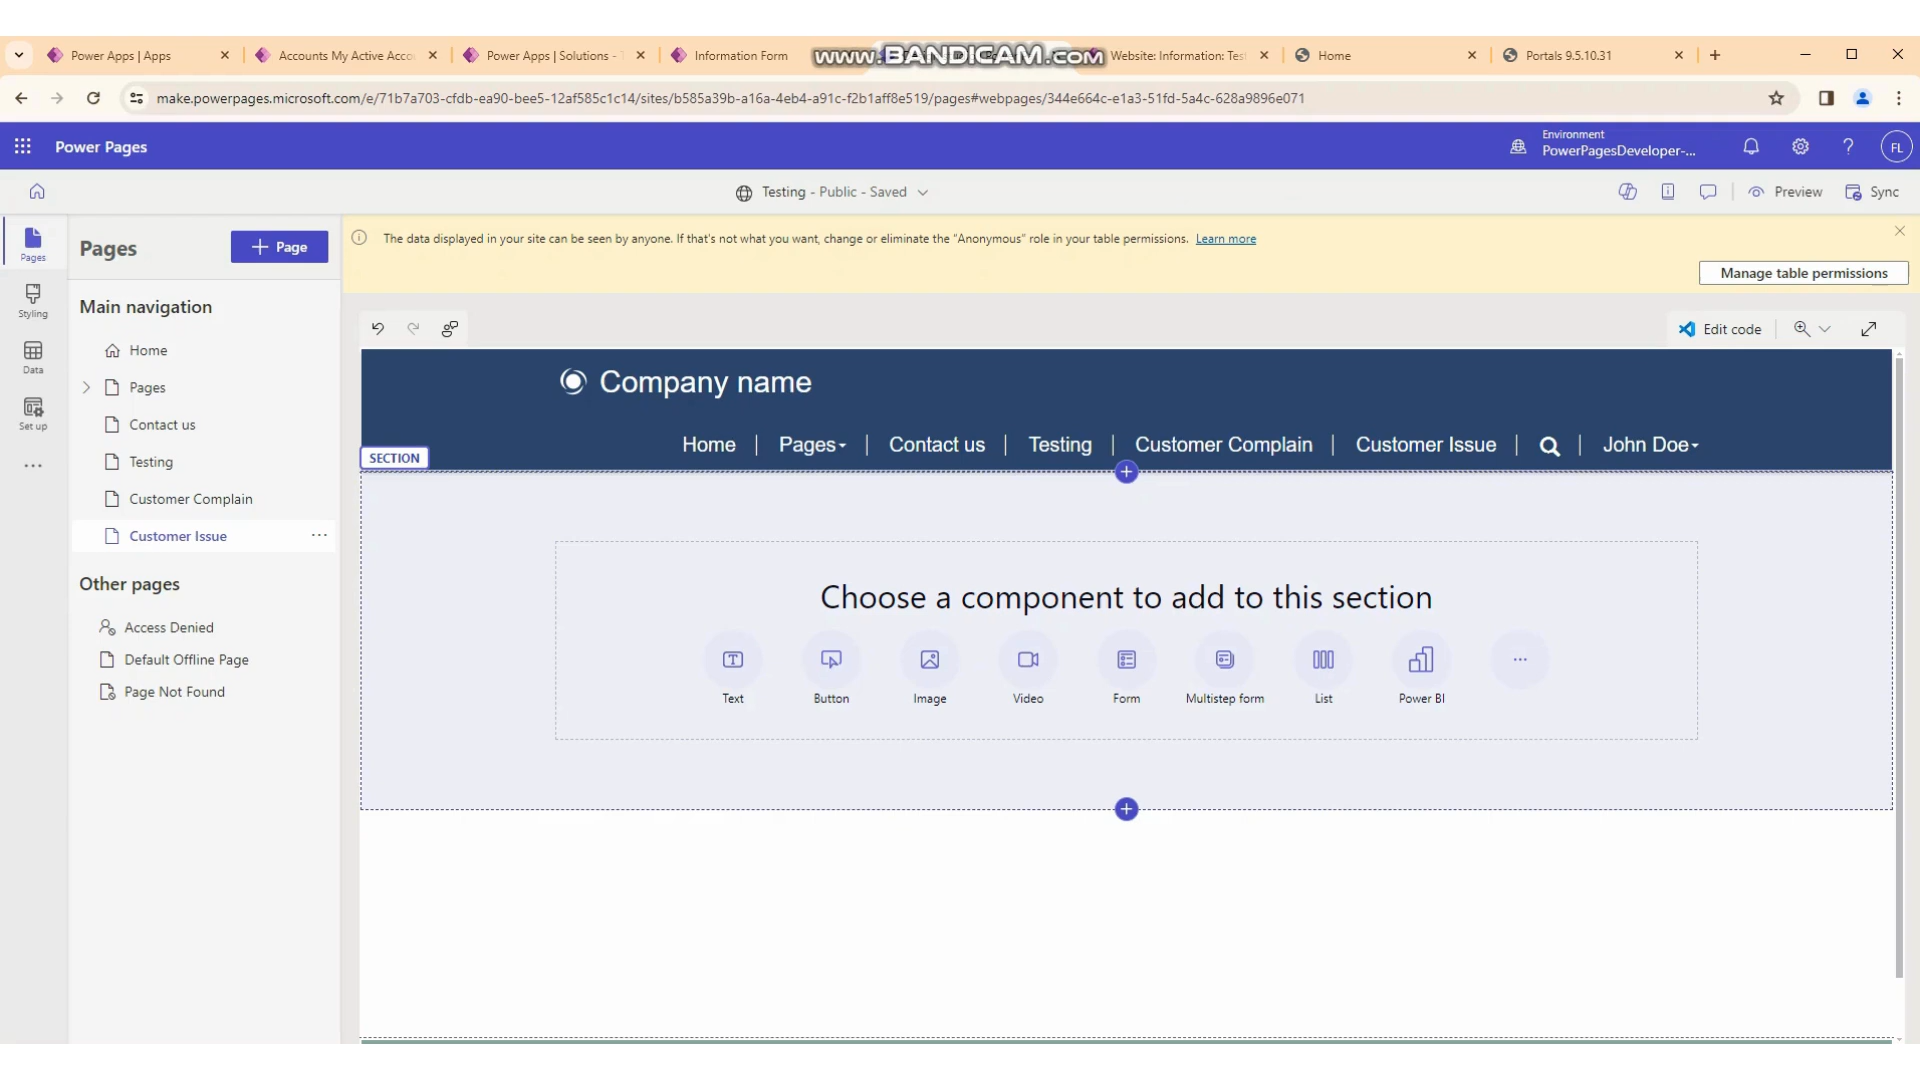 Power Apps | Apps
Accounts My Active Acco
Power Apps | Solutions - T
Information Form
www.BANDICAM.com
Website: Information: Tes
Home
Portals 9.5.10.31
make.powerpages.microsoft.com/e/71b7a703-cfdb-ea90-bee5-12af585c1c14/sites/b585a39b-a16a-4eb4-a91c-f2b1aff8e519/pages#webpages/344e664c-e1a3-51fd-5a4c-628a9896e071
Power Pages
Environment
PowerPagesDeveloper-...
FL
Testing - Public - Saved
Preview
Sync
Pages
Styling
Data
Set up
Pages
Page
Main navigation
Home
Pages
Contact us
Testing
Customer Complain
Customer Issue
Other pages
Access Denied
Default Offline Page
Page Not Found
The data displayed in your site can be seen by anyone. If that's not what you want, change or eliminate the "Anonymous" role in your table permissions. Learn more
Manage table permissions
Edit code
Company name
Home | Pages | Contact us | Testing | Customer Complain | Customer Issue | | John Doe
SECTION
Choose a component to add to this section
Text
Button
Image
Video
Form
Multistep form
List
Power BI